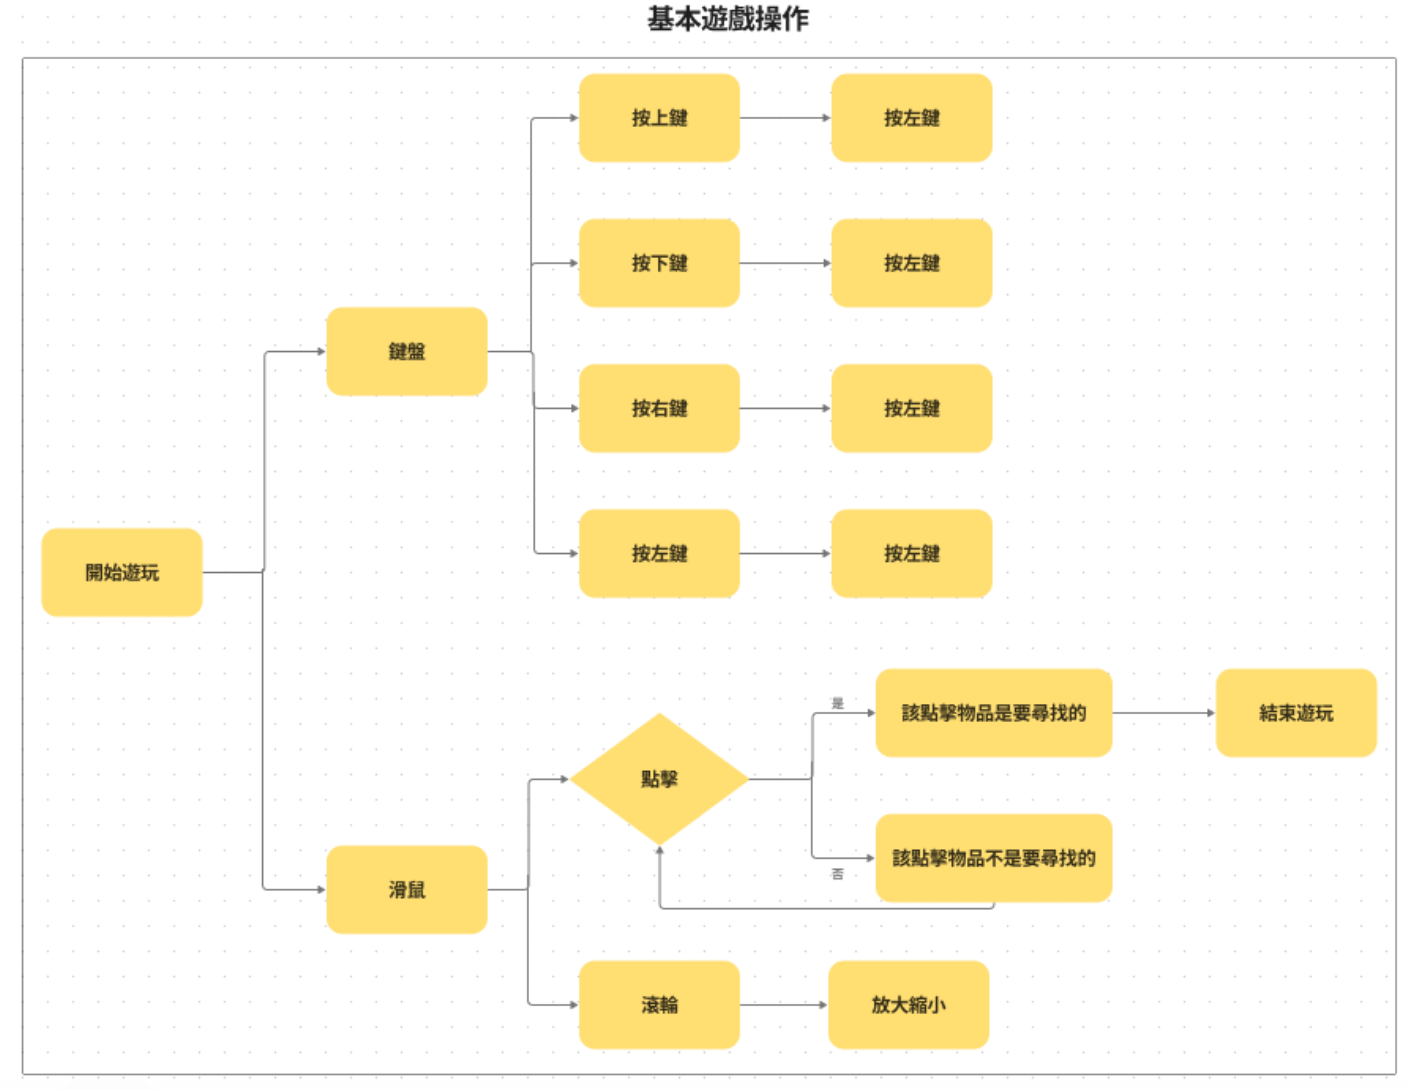 基本遊戲操作
按上鍵
按左鍵
按下鍵
按左鍵
鍵盤
按右鍵
按左鍵
按左鍵
按左鍵
開始遊玩
是
該點擊物品是要尋找的
結束遊玩
點擊
該點擊物品不是要尋找的
否
滑鼠
滾輪
放大縮小